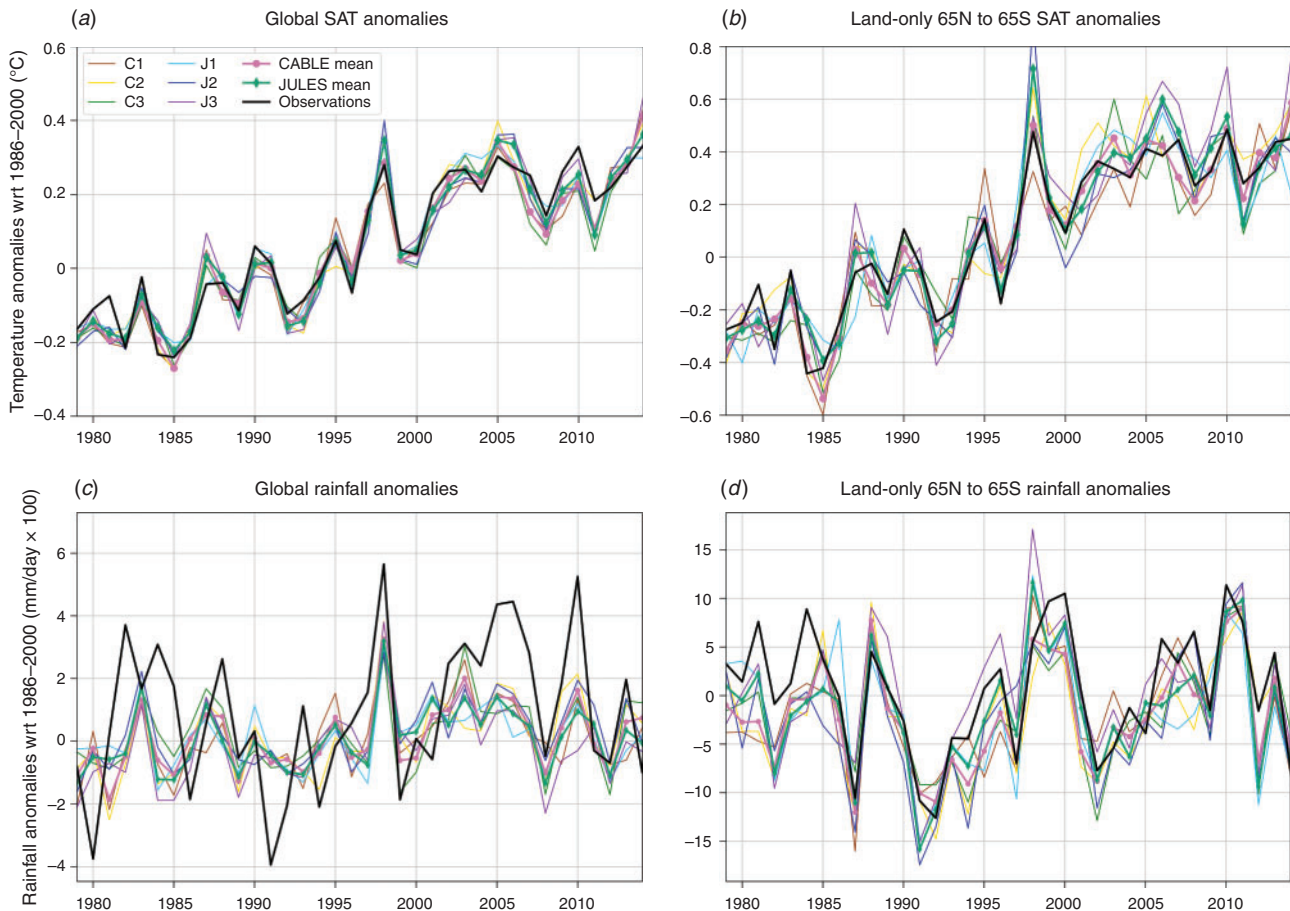 (a) Global SAT anomalies
0.6
0.4
0.2
0
–0.2
–0.4
Temperature anomalies wrt 1986–2000 (°C)
C1 J1 CABLE mean
C2 J2 JULES mean
C3 J3 Observations
1980 1985 1990 1995 2000 2005 2010
(b) Land-only 65N to 65S SAT anomalies
0.8
0.6
0.4
0.2
0
–0.2
–0.4
–0.6
1980 1985 1990 1995 2000 2005 2010
(c) Global rainfall anomalies
6
4
2
0
–2
–4
Rainfall anomalies wrt 1986–2000 (mm/day × 100)
1980 1985 1990 1995 2000 2005 2010
(d) Land-only 65N to 65S rainfall anomalies
15
10
5
0
–5
–10
–15
1980 1985 1990 1995 2000 2005 2010